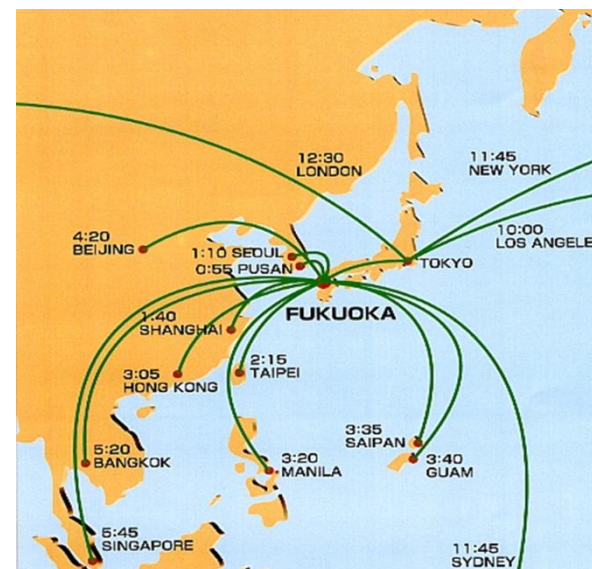 12:30
LONDON
11:45
NEW YORK
10:00
LOS ANGELE
4:20
BEIJING
1:10 SEOUL
0:55 PUSAN
TOKYO
FUKUOKA
1:40
SHANGHAI
3:05
HONG KONG
2:15
TAIPEI
3:35
SAIPAN
3:40
GUAM
3:20
MANILA
5:20
BANGKOK
5:45
SINGAPORE
11:45
SYDNEY